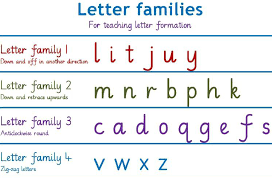 Letter families
For teaching letter formation
Letter family 1
Down and off in another direction
l i t j u y
Letter family 2
Down and retrace upwards
m n r b p h k
Letter family 3
Anticlockwise round
c a d o q g e f s
Letter family 4
Zig-zag letters
v w x z